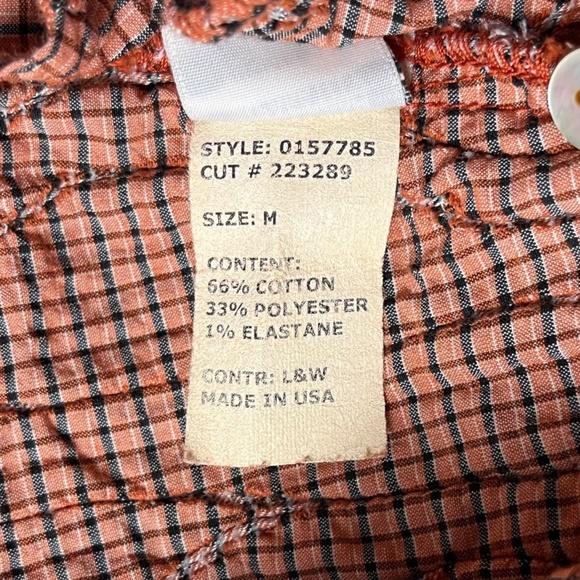 STYLE: 0157785
CUT # 223289
SIZE: M
CONTENT:
66% COTTON
33% POLYESTER
1% ELASTANE
CONTR: L&W
MADE IN USA